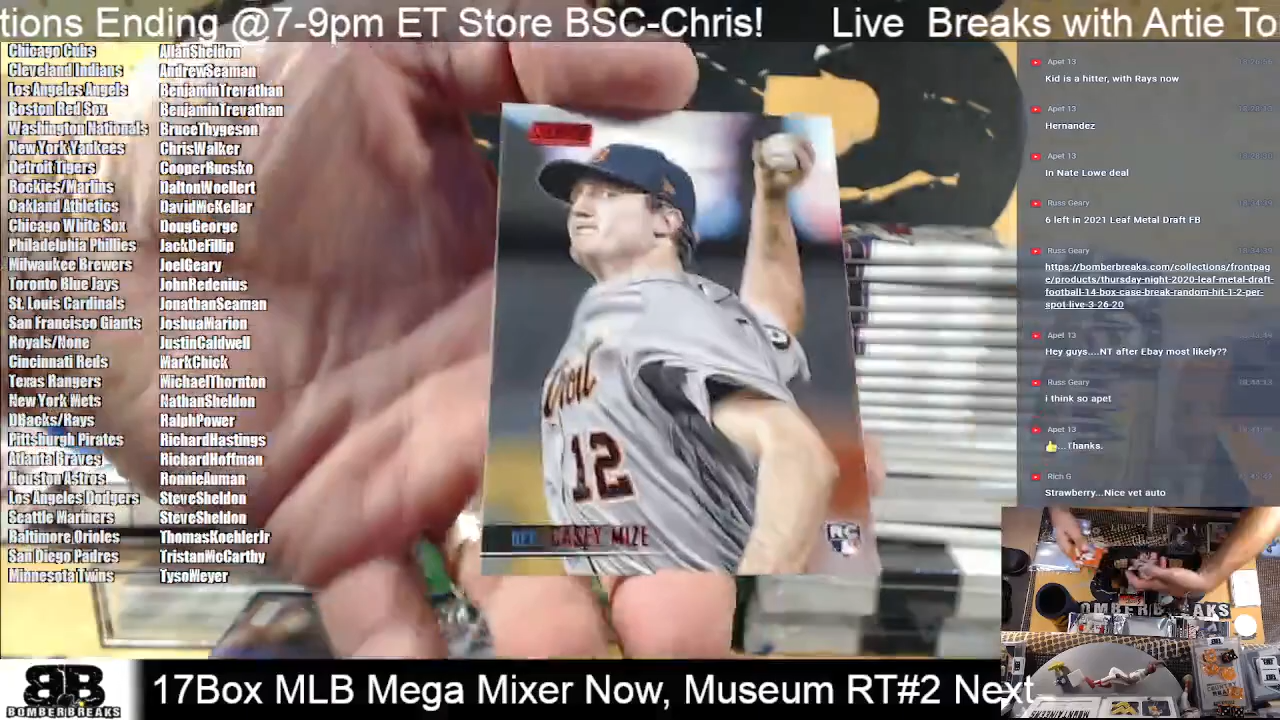 tions Ending @7-9pm ET Store BSC-Chris! Live Breaks with Artie To
Chicago Cubs AllanSheldon
Cleveland Indians AndrewSeaman
Los Angeles Angels BenjaminTrevathan
Boston Red Sox BenjaminTrevathan
Washington Nationals BruceThygeson
New York Yankees ChrisWalker
Detroit Tigers CooperRucsko
Rockies/Marlins DaltonWoellert
Oakland Athletics DavidMcKellar
Chicago White Sox DougGeorge
Philadelphia Phillies JackDeFillip
Milwaukee Brewers JoelGeary
Toronto Blue Jays JohnRedenius
St. Louis Cardinals JonathanSeaman
San Francisco Giants JoshuaMarion
Royals/None JustinCaldwell
Cincinnati Reds MarkChick
Texas Rangers MichaelThornton
New York Mets NathanSheldon
DBacks/Rays RalphPower
Pittsburgh Pirates RichardHastings
Atlanta Braves RichardHoffman
Houston Astros RonnieAuman
Los Angeles Dodgers SteveSheldon
Seattle Mariners SteveSheldon
Baltimore Orioles ThomasKoehlerJr
San Diego Padres TristanMcCarthy
Minnesota Twins TysoMeyer
12
CASEY MIZE
RC
Apet 13
Kid is a hitter, with Rays now
Apet 13
Hernandez
Apet 13
In Nate Lowe deal
Russ Geary
6 left in 2021 Leaf Metal Draft FB
Russ Geary
https://bomberbreaks.com/collections/frontpag
e/products/thursday-night-2020-leaf-metal-draft-
football-14-box-case-break-random-hit-1-2-per-
spot-live-3-26-20
Apet 13
Hey guys....NT after Ebay most likely??
Russ Geary
i think so apet
Apet 13
👍...Thanks.
Rich G
Strawberry...Nice vet auto
OMBERBREAKS
BB
BOMBERBREAKS
17Box MLB Mega Mixer Now, Museum RT#2 Next